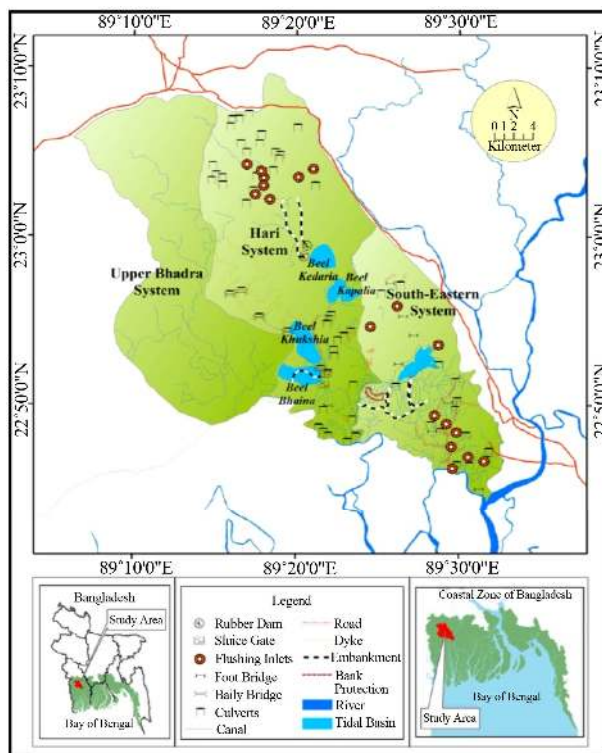 89°10'0"E 89°20'0"E 89°30'0"E
23°10'0"N
23°10'0"N
N
0 1 2 4
Kilometer
23°0'0"N
23°0'0"N
Hari
System
Beel
Kedaria
Upper Bhadra
System
Beel
Kapalia
South-Eastern
System
Beel
Khukshia
Beel
Bhaina
22°50'0"N
22°50'0"N
89°10'0"E 89°20'0"E 89°30'0"E
Bangladesh
Study Area
Bay of Bengal
Legend
Rubber Dam
Sluice Gate
Flushing Inlets
Foot Bridge
Baily Bridge
Culverts
Canal
Road
Dyke
Embankment
Bank
Protection
River
Tidal Basin
Coastal Zone of Bangladesh
Bay of Bengal
Study Area